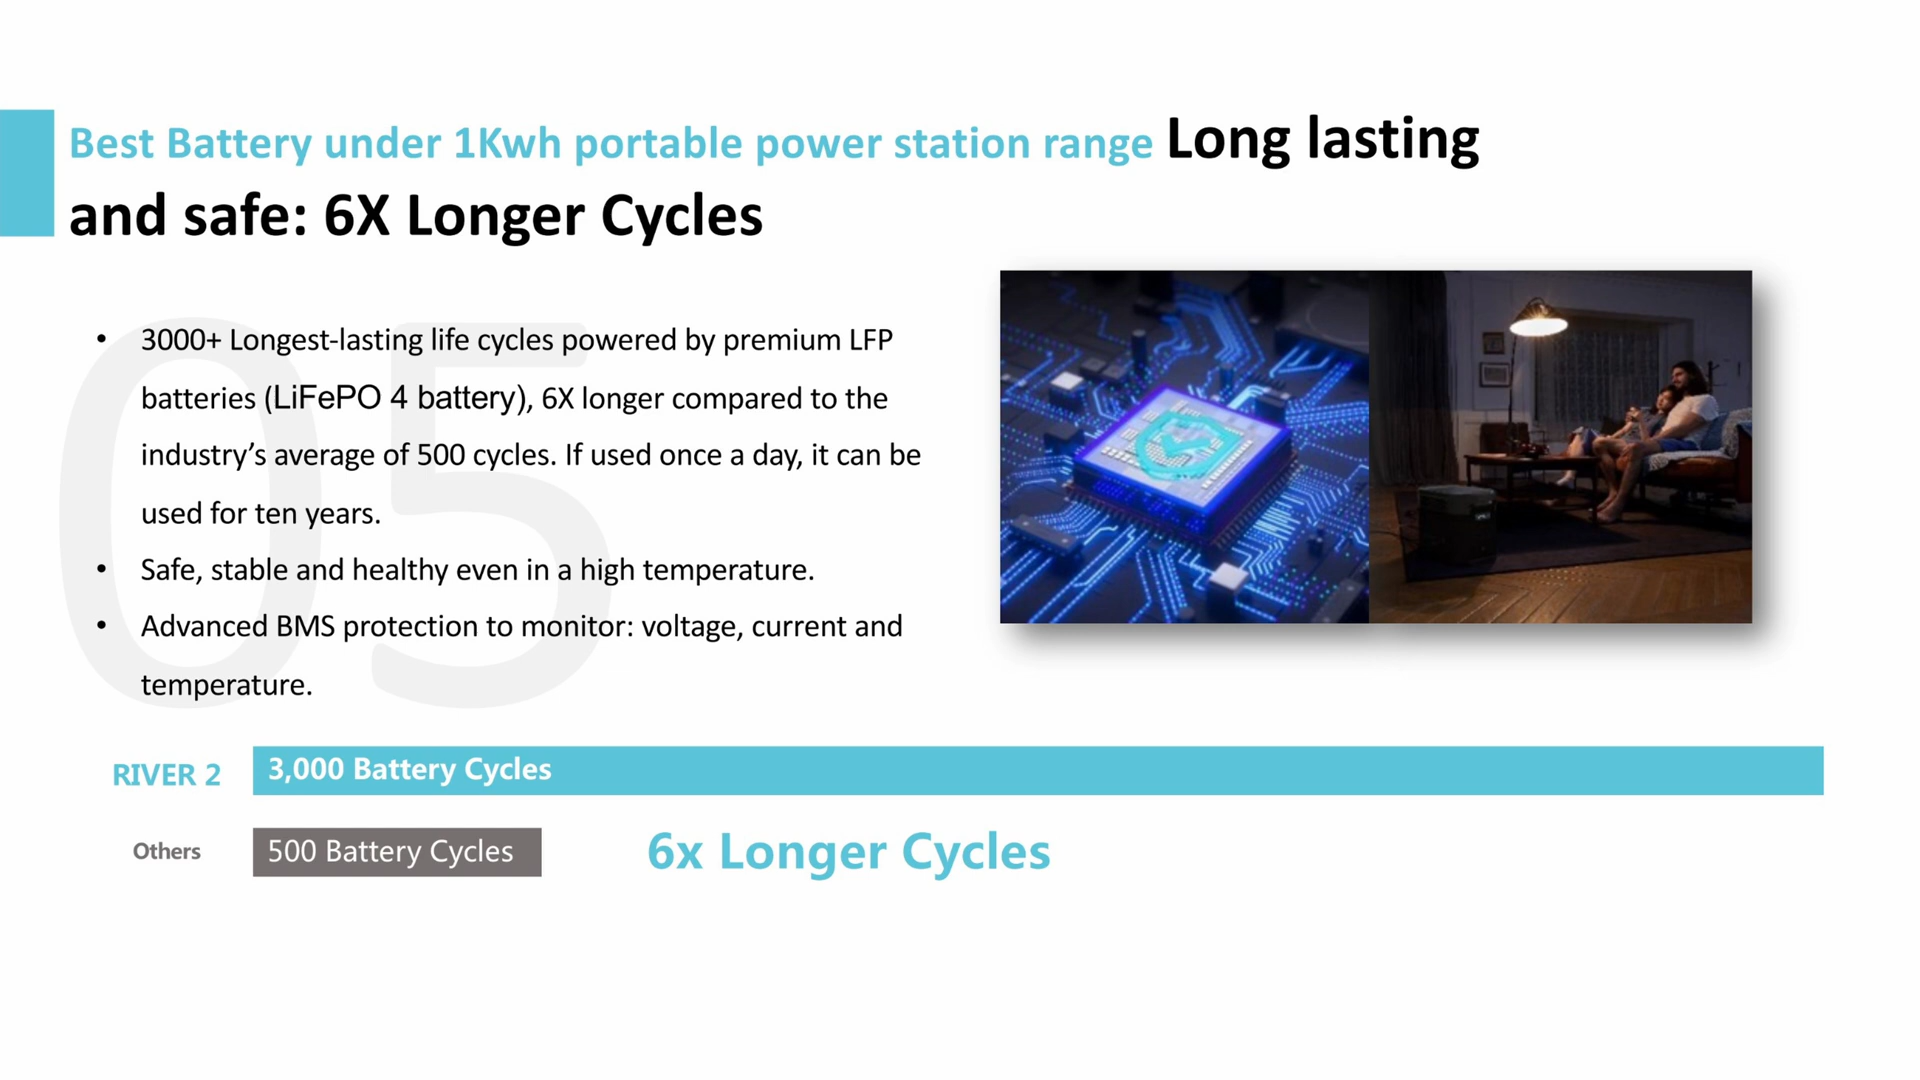 Best Battery under 1Kwh portable power station range Long lasting
and safe: 6X Longer Cycles
05
• 3000+ Longest-lasting life cycles powered by premium LFP
batteries (LiFePO 4 battery), 6X longer compared to the
industry’s average of 500 cycles. If used once a day, it can be
used for ten years.
• Safe, stable and healthy even in a high temperature.
• Advanced BMS protection to monitor: voltage, current and
temperature.
RIVER 2 3,000 Battery Cycles
Others 500 Battery Cycles 6x Longer Cycles